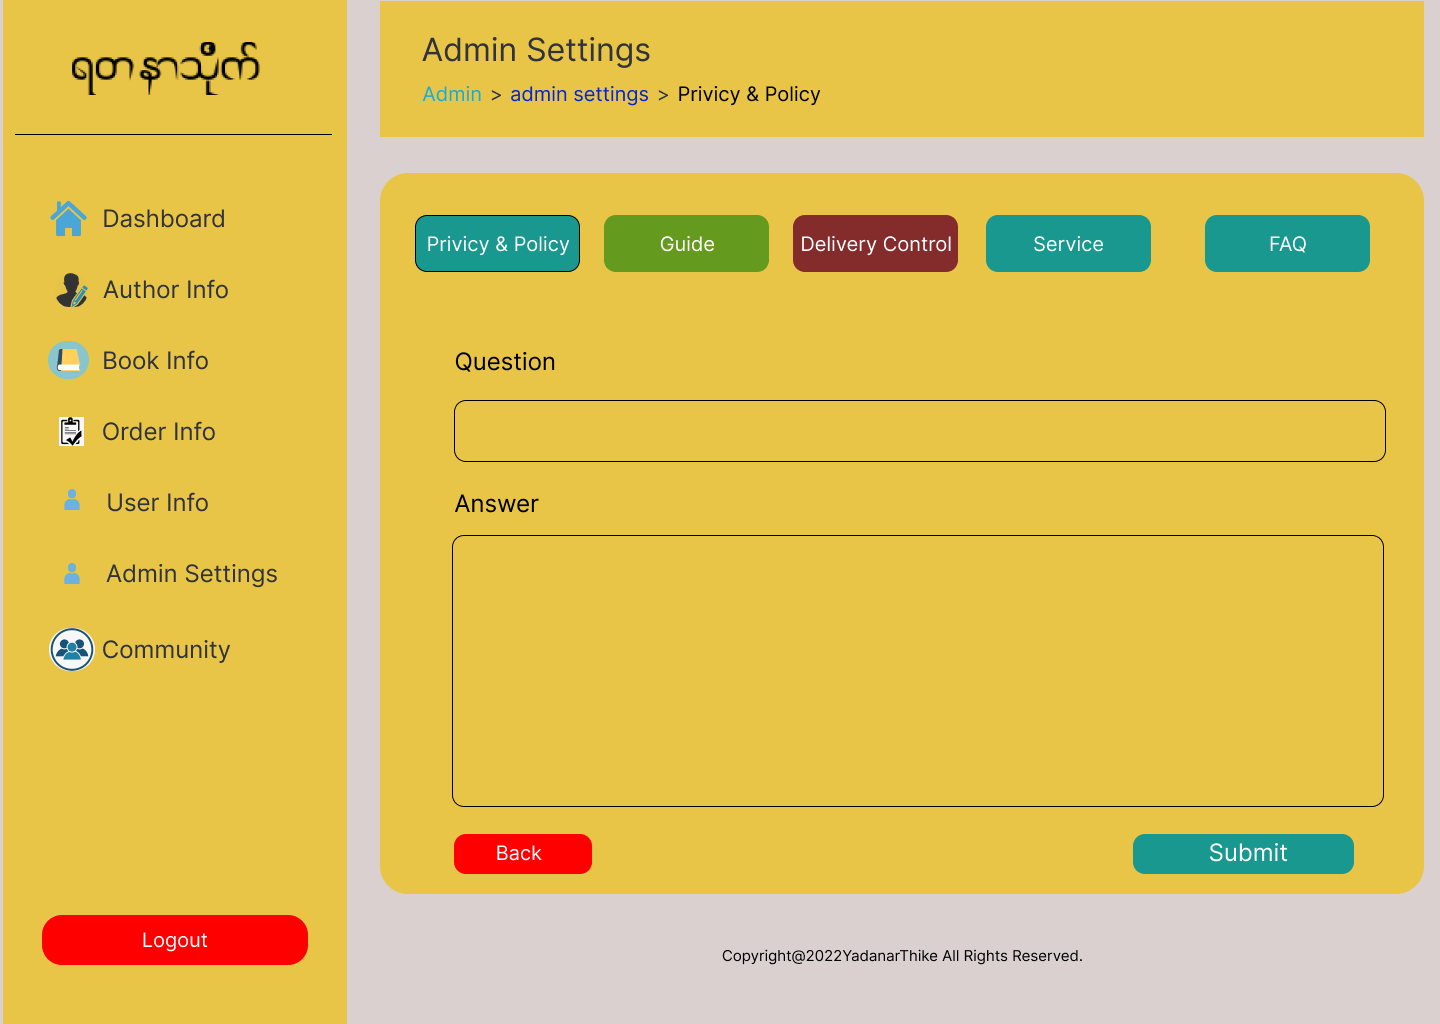 ရတနာသိုက်
Dashboard
Author Info
Book Info
Order Info
User Info
Admin Settings
Community
Logout
Admin Settings
Admin > admin settings > Privicy & Policy
Privicy & Policy Guide Delivery Control Service FAQ
Question
Answer
Back Submit
Copyright@2022YadanarThike All Rights Reserved.